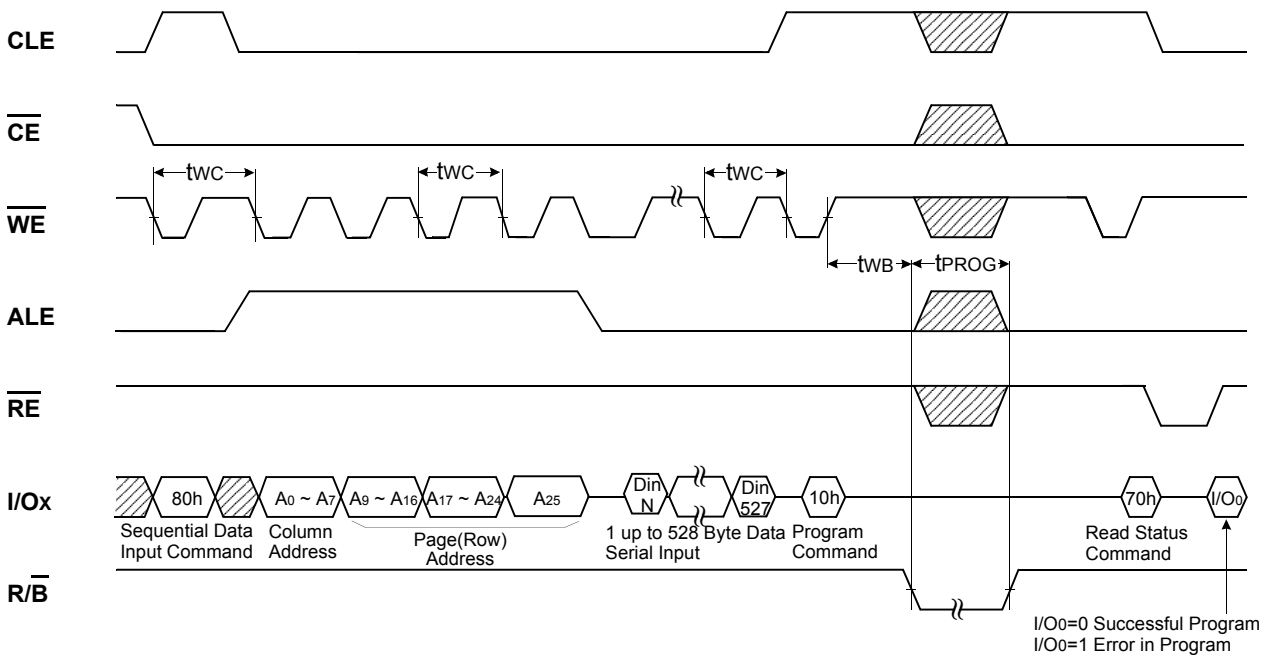 CLE
CE
tWC
tWC
tWC
WE
tWB
tPROG
ALE
RE
I/Ox
80h
A0 ~ A7
A9 ~ A16
A17 ~ A24
A25
Din
N
Din
527
10h
70h
I/O0
Sequential Data
Input Command
Column
Address
Page(Row)
Address
1 up to 528 Byte Data
Serial Input
Program
Command
Read Status
Command
R/B
I/O0=0 Successful Program
I/O0=1 Error in Program